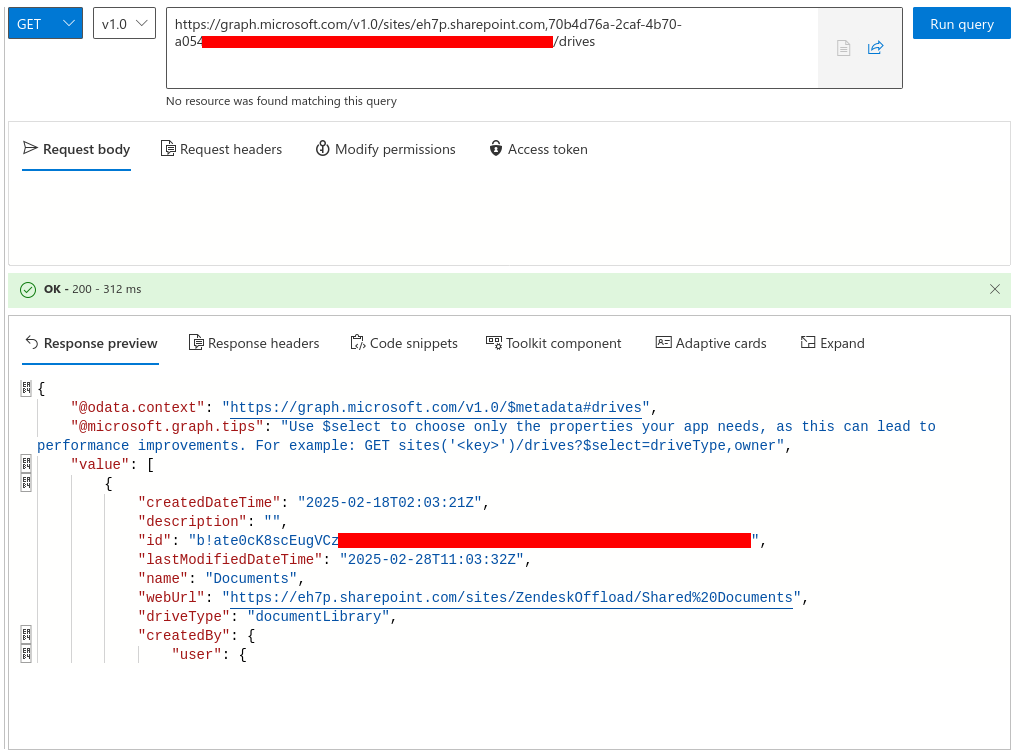 GET v1.0 https://graph.microsoft.com/v1.0/sites/eh7p.sharepoint.com,70b4d76a-2caf-4b70-
a054 /drives
Run query
No resource was found matching this query
Request body Request headers Modify permissions Access token
OK - 200 - 312 ms
Response preview Response headers Code snippets Toolkit component Adaptive cards Expand
{
"@odata.context": "https://graph.microsoft.com/v1.0/$metadata#drives",
"@microsoft.graph.tips": "Use $select to choose only the properties your app needs, as this can lead to
performance improvements. For example: GET sites('<key>')/drives?$select=driveType,owner",
"value": [
{
"createdDateTime": "2025-02-18T02:03:21Z",
"description": "",
"id": "b!ate0cK8scEugVCz ",
"lastModifiedDateTime": "2025-02-28T11:03:32Z",
"name": "Documents",
"webUrl": "https://eh7p.sharepoint.com/sites/ZendeskOffload/Shared%20Documents",
"driveType": "documentLibrary",
"createdBy": {
"user": {